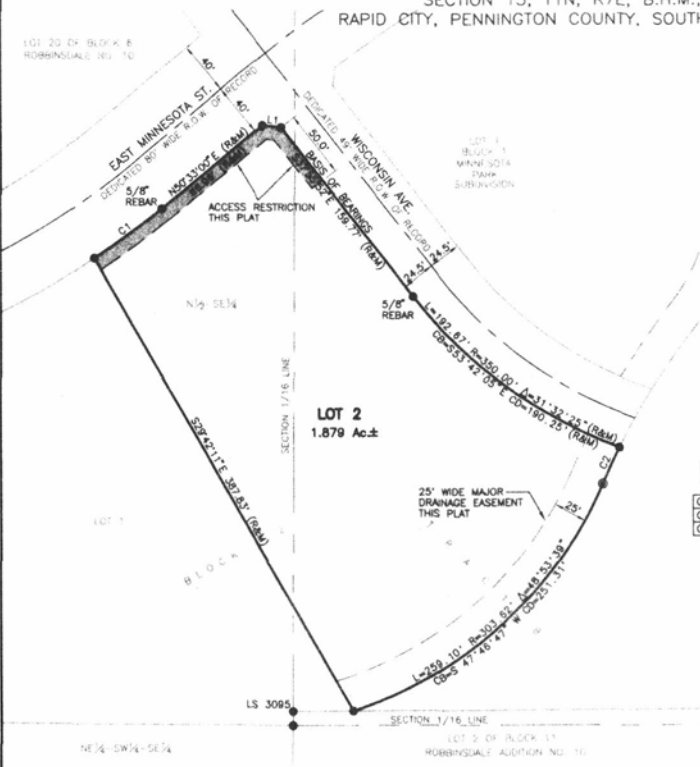 SECTION 13, T1N, R7E, B.H.M.,
RAPID CITY, PENNINGTON COUNTY, SOUTH
LOT 20 OF BLOCK 6
ROBBINSDALE NO. 10
40'
40'
EAST MINNESOTA ST.
DEDICATED 80' WIDE R.O.W. OF RECORD
L1
50.0'
WISCONSIN AVE.
DEDICATED 49' WIDE R.O.W. OF RECORD
LOT 1
BLOCK 1
MINNESOTA
PARK
SUBDIVISION
5/8"
REBAR
N50°33'00"E (R&M)
C1
ACCESS RESTRICTION
THIS PLAT
BASIS OF BEARINGS
E 159.77' (R&M)
24.5'
24.5'
5/8"
REBAR
N½-SE¼
SECTION 1/16 LINE
L=192.67' R=350.00' Δ=31°32'25"(R&M)
CB=S53°42'05"E CD=190.25' (R&M)
LOT 2
1.879 Ac.±
S29°42'11"E 387.83' (R&M)
C2
25' WIDE MAJOR
DRAINAGE EASEMENT
THIS PLAT
25'
LOT 1
BLOCK
L=259.10' R=303.62' Δ=48°53'39"
CB=S 47°46'47" W CD=251.31'
LS 3095
SECTION 1/16 LINE
NE¼-SW¼-SE¼
LOT 2 OF BLOCK 11
ROBBINSDALE ADDITION NO. 10